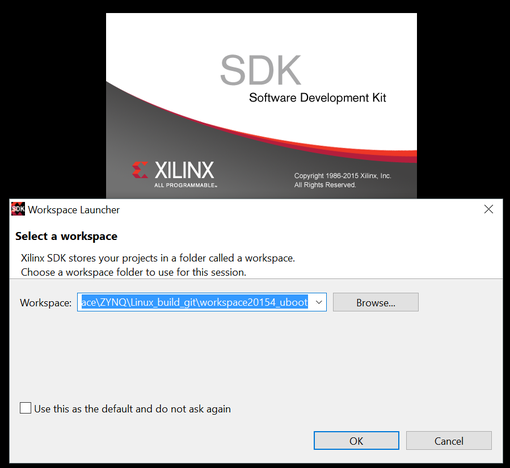 SDK
Software Development Kit
XILINX
ALL PROGRAMMABLE™
Copyright 1986-2015 Xilinx, Inc.
All Rights Reserved.
SDK Workspace Launcher
Select a workspace
Xilinx SDK stores your projects in a folder called a workspace.
Choose a workspace folder to use for this session.
Workspace: ace\ZYNQ\Linux_build_git\workspace20154_uboot Browse...
Use this as the default and do not ask again
OK Cancel